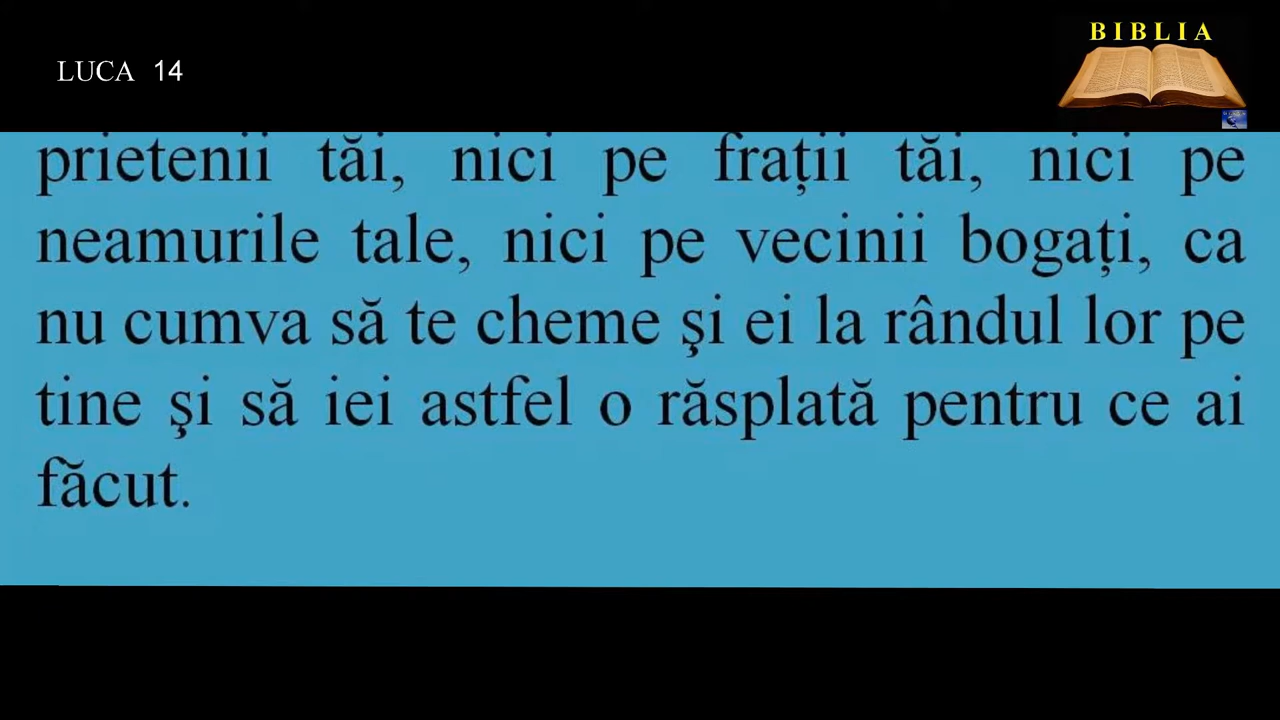 BIBLIA
LUCA 14
prietenii tăi, nici pe frații tăi, nici pe
neamurile tale, nici pe vecinii bogați, ca
nu cumva să te cheme şi ei la rândul lor pe
tine şi să iei astfel o răsplată pentru ce ai
făcut.